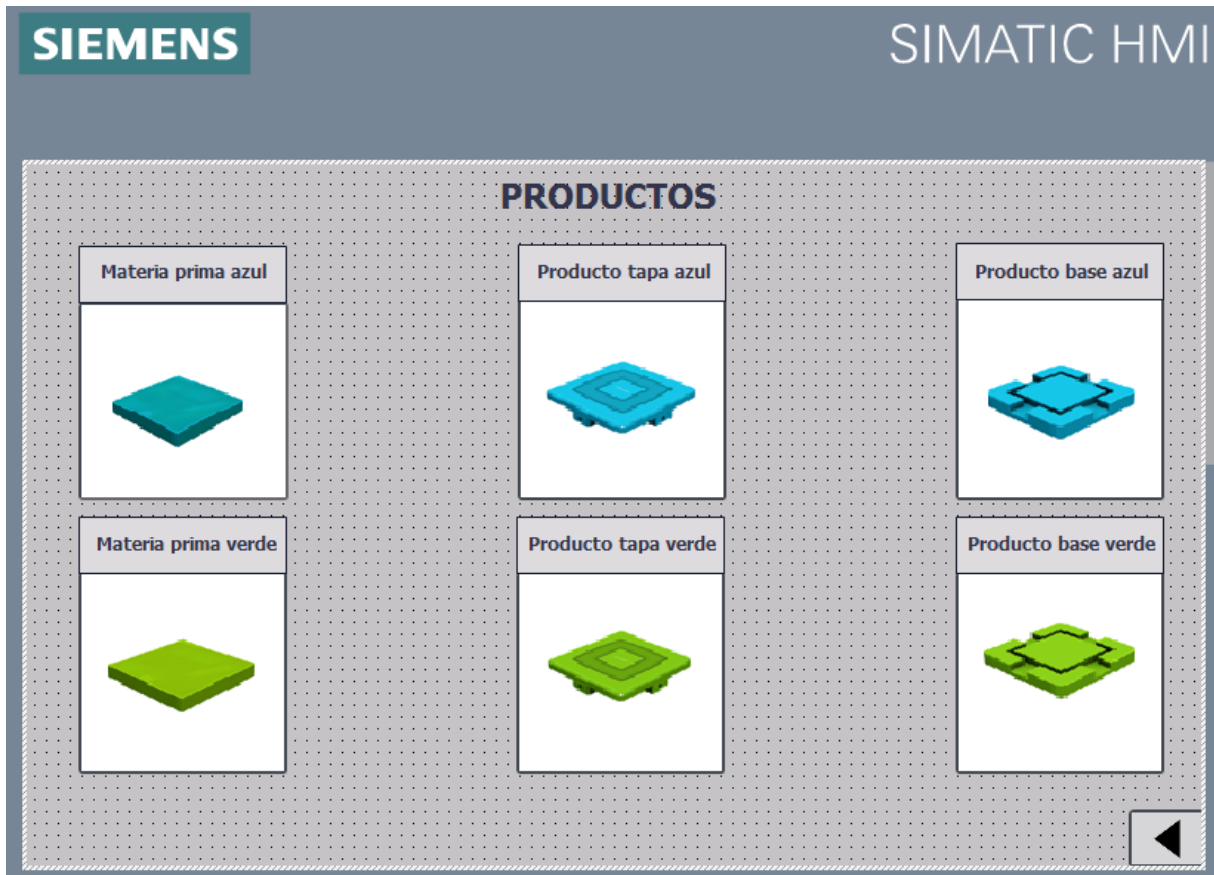 SIEMENS
SIMATIC HMI
PRODUCTOS
Materia prima azul
Producto tapa azul
Producto base azul
Materia prima verde
Producto tapa verde
Producto base verde